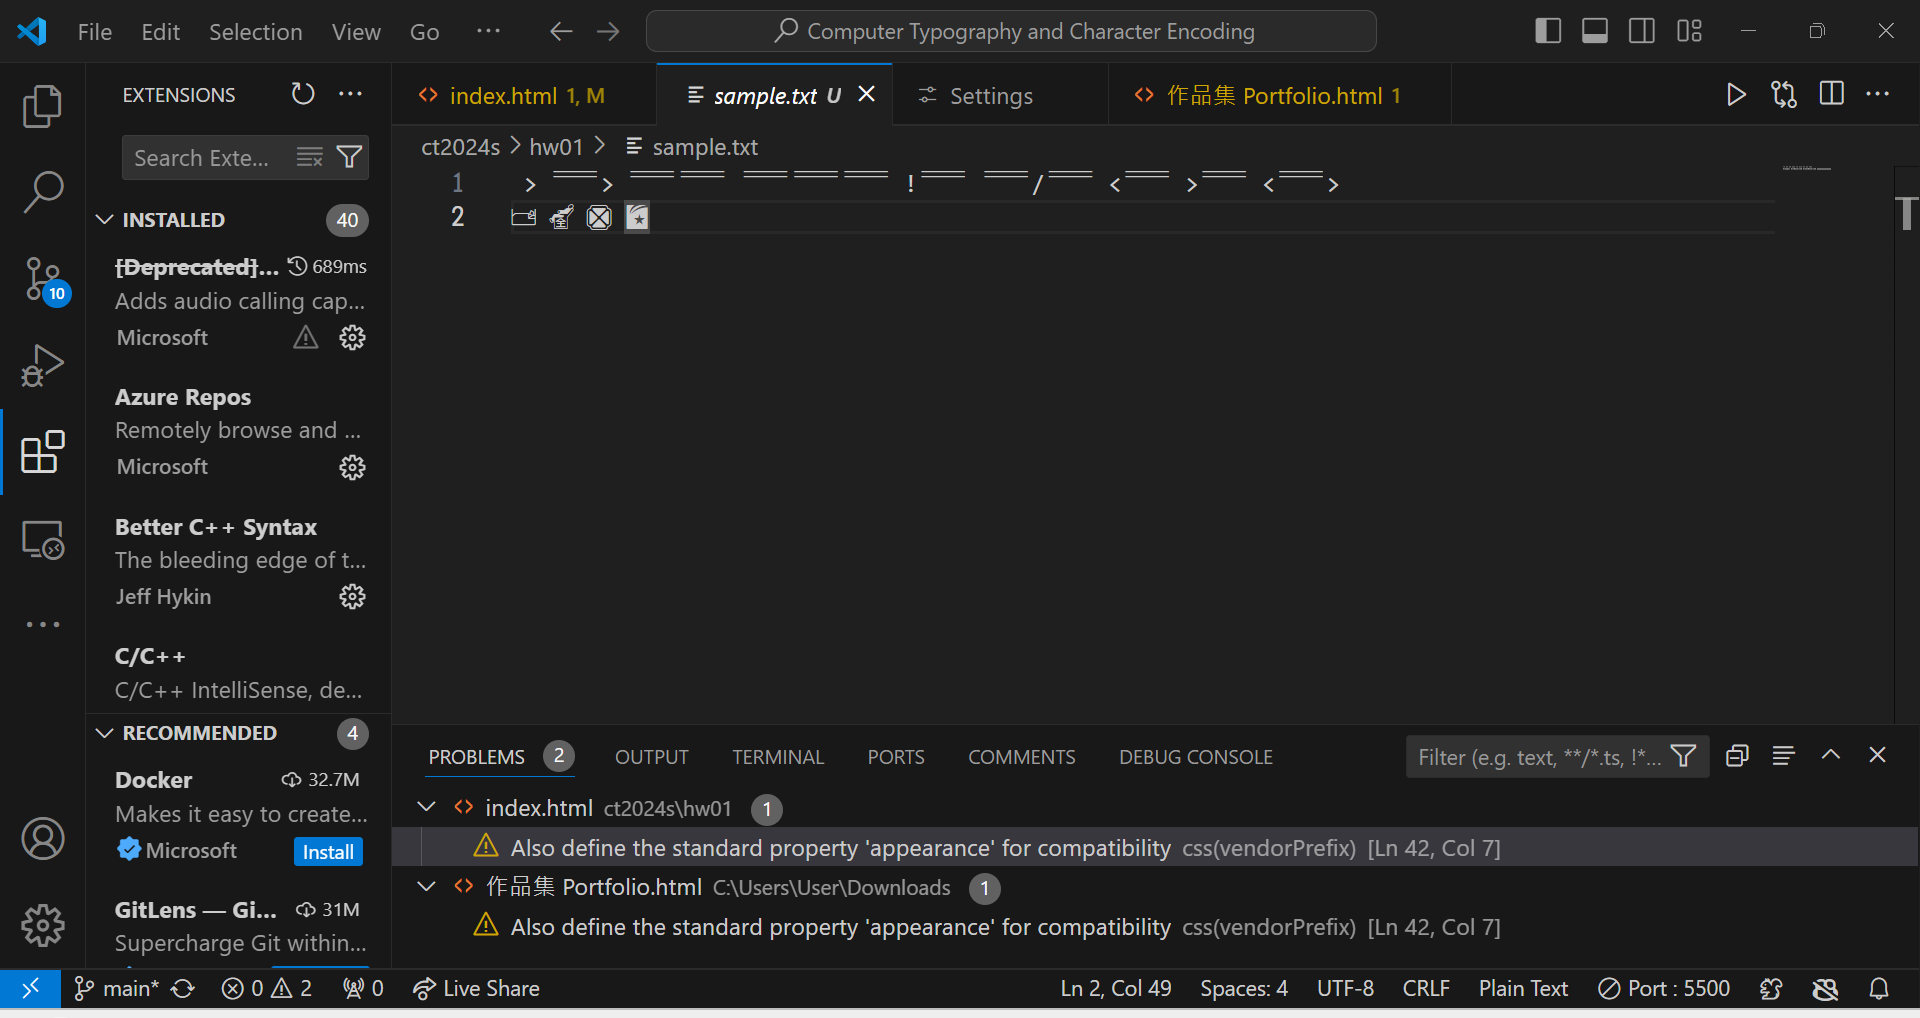 File Edit Selection View Go ··· Computer Typography and Character Encoding
EXTENSIONS
Search Exte...
INSTALLED 40
[Deprecated]... 689ms
Adds audio calling cap...
Microsoft
Azure Repos
Remotely browse and ...
Microsoft
Better C++ Syntax
The bleeding edge of t...
Jeff Hykin
C/C++
C/C++ IntelliSense, de...
RECOMMENDED 4
Docker 32.7M
Makes it easy to create...
Microsoft Install
GitLens — Gi... 31M
Supercharge Git within...
10
index.html 1, M sample.txt U Settings 作品集 Portfolio.html 1
ct2024s > hw01 > sample.txt
1
2
PROBLEMS 2 OUTPUT TERMINAL PORTS COMMENTS DEBUG CONSOLE Filter (e.g. text, **/*.ts, !*...
index.html ct2024s\hw01 1
Also define the standard property 'appearance' for compatibility css(vendorPrefix) [Ln 42, Col 7]
作品集 Portfolio.html C:\Users\User\Downloads 1
Also define the standard property 'appearance' for compatibility css(vendorPrefix) [Ln 42, Col 7]
main* 0 2 0 Live Share Ln 2, Col 49 Spaces: 4 UTF-8 CRLF Plain Text Port : 5500